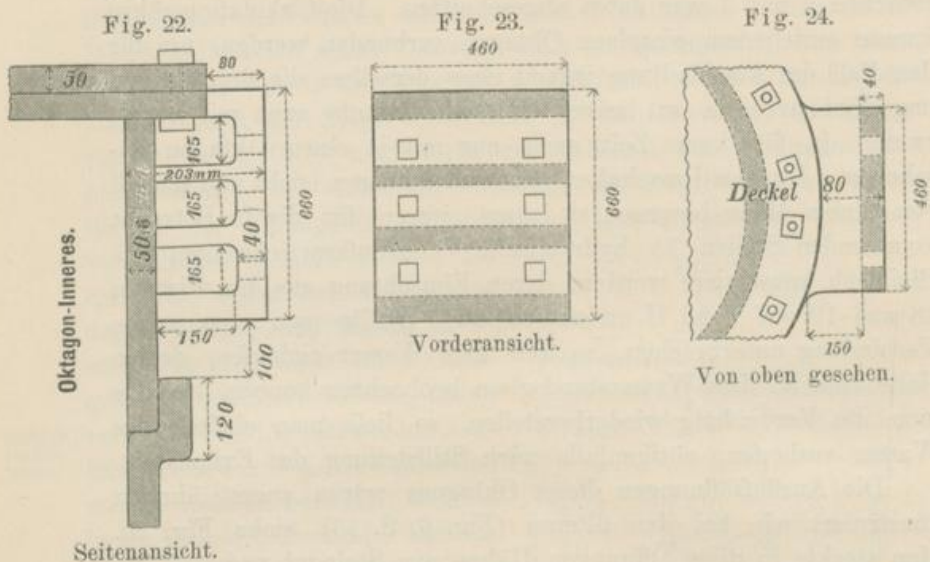 Fig. 22.
Fig. 23.
Fig. 24.
50
80
165
203mm
165
50,8
165
40
660
150
100
120
Oktagon-Inneres.
Seitenansicht.
460
660
Vorderansicht.
Deckel
40
80
460
150
Von oben gesehen.